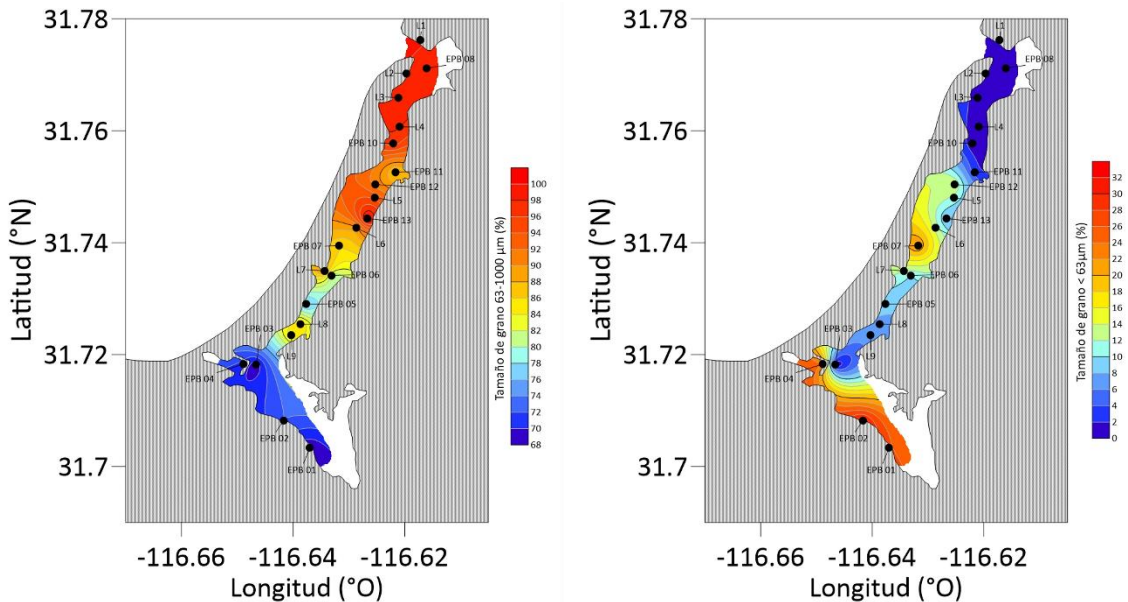 31.78
31.76
31.74
31.72
31.7
Latitud (°N)
-116.66
-116.64
-116.62
Longitud (°O)
L1
EPB 08
L2
L3
L4
EPB 10
EPB 11
EPB 12
L5
EPB 13
L6
EPB 07
L7
EPB 06
EPB 05
L8
EPB 03
L9
EPB 04
EPB 02
EPB 01
Tamaño de grano 63-1000 µm (%)
100
98
96
94
92
90
88
86
84
82
80
78
76
74
72
70
68
31.78
31.76
31.74
31.72
31.7
Latitud (°N)
-116.66
-116.64
-116.62
Longitud (°O)
L1
EPB 08
L2
L3
L4
EPB 10
EPB 11
EPB 12
L5
EPB 13
L6
EPB 07
L7
EPB 06
EPB 05
L8
EPB 03
L9
EPB 04
EPB 02
EPB 01
Tamaño de grano < 63µm (%)
32
30
28
26
24
22
20
18
16
14
12
10
8
6
4
2
0